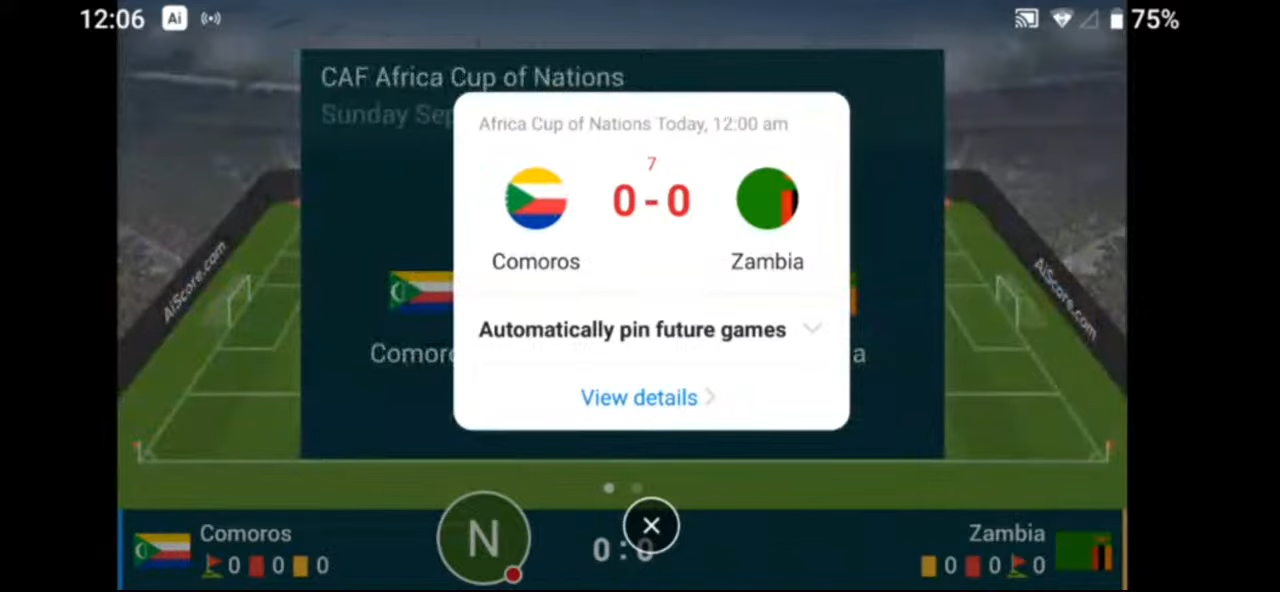 12:06 Ai 75%
CAF Africa Cup of Nations
Sunday Sep
Africa Cup of Nations Today, 12:00 am
7
0 - 0
Comoros Zambia
Automatically pin future games
View details
AiScore.com
AiScore.com
Comoro a
N
Comoros 0 : 0 Zambia
0 0 0 0 0 0